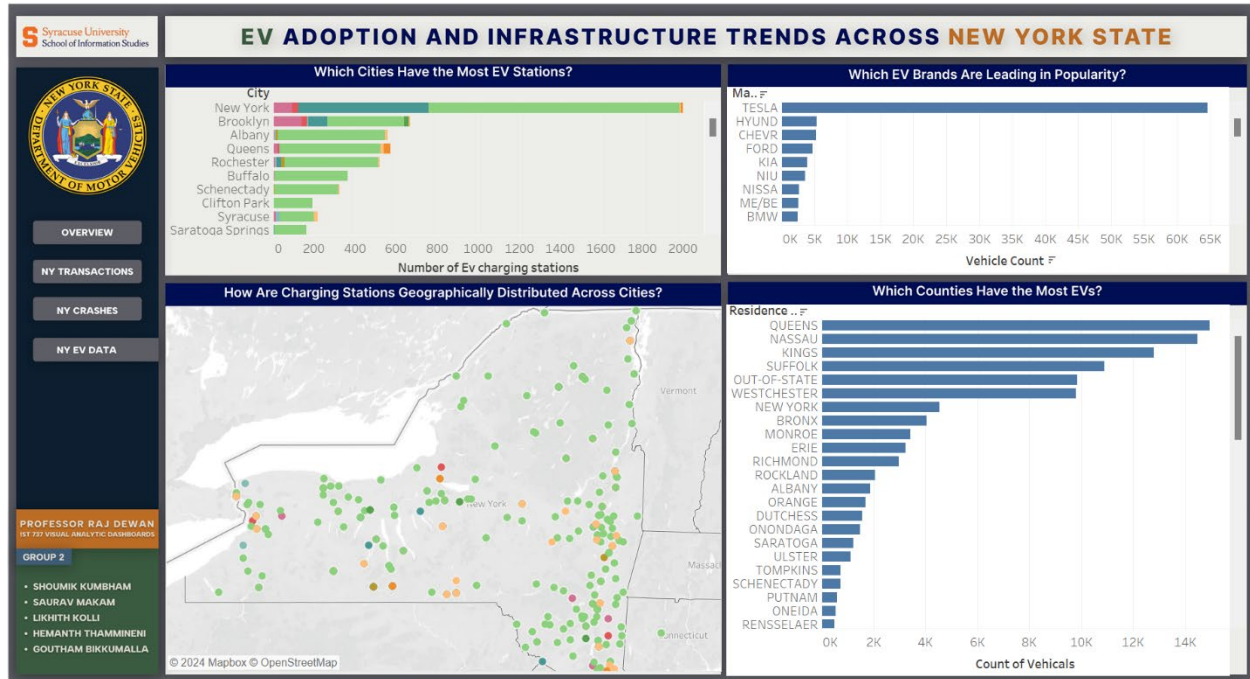 Syracuse University
School of Information Studies
EV ADOPTION AND INFRASTRUCTURE TRENDS ACROSS NEW YORK STATE
NEW YORK STATE
DEPARTMENT OF MOTOR VEHICLES
EXCELSIOR
OVERVIEW
NY TRANSACTIONS
NY CRASHES
NY EV DATA
PROFESSOR RAJ DEWAN
IST 737 VISUAL ANALYTIC DASHBOARDS
GROUP 2
• SHOUMIK KUMBHAM
• SAURAV MAKAM
• LIKHITH KOLLI
• HEMANTH THAMMINENI
• GOUTHAM BIKKUMALLA
Which Cities Have the Most EV Stations?
City
New York
Brooklyn
Albany
Queens
Rochester
Buffalo
Schenectady
Clifton Park
Syracuse
Saratoga Springs
0 200 400 600 800 1000 1200 1400 1600 1800 2000
Number of Ev charging stations
Which EV Brands Are Leading in Popularity?
Ma..
TESLA
HYUND
CHEVR
FORD
KIA
NIU
NISSA
ME/BE
BMW
0K 5K 10K 15K 20K 25K 30K 35K 40K 45K 50K 55K 60K 65K
Vehicle Count
How Are Charging Stations Geographically Distributed Across Cities?
Vermont
New York
Massac
onnecticut
© 2024 Mapbox © OpenStreetMap
Which Counties Have the Most EVs?
Residence ..
QUEENS
NASSAU
KINGS
SUFFOLK
OUT-OF-STATE
WESTCHESTER
NEW YORK
BRONX
MONROE
ERIE
RICHMOND
ROCKLAND
ALBANY
ORANGE
DUTCHESS
ONONDAGA
SARATOGA
ULSTER
TOMPKINS
SCHENECTADY
PUTNAM
ONEIDA
RENSSELAER
0K 2K 4K 6K 8K 10K 12K 14K
Count of Vehicals